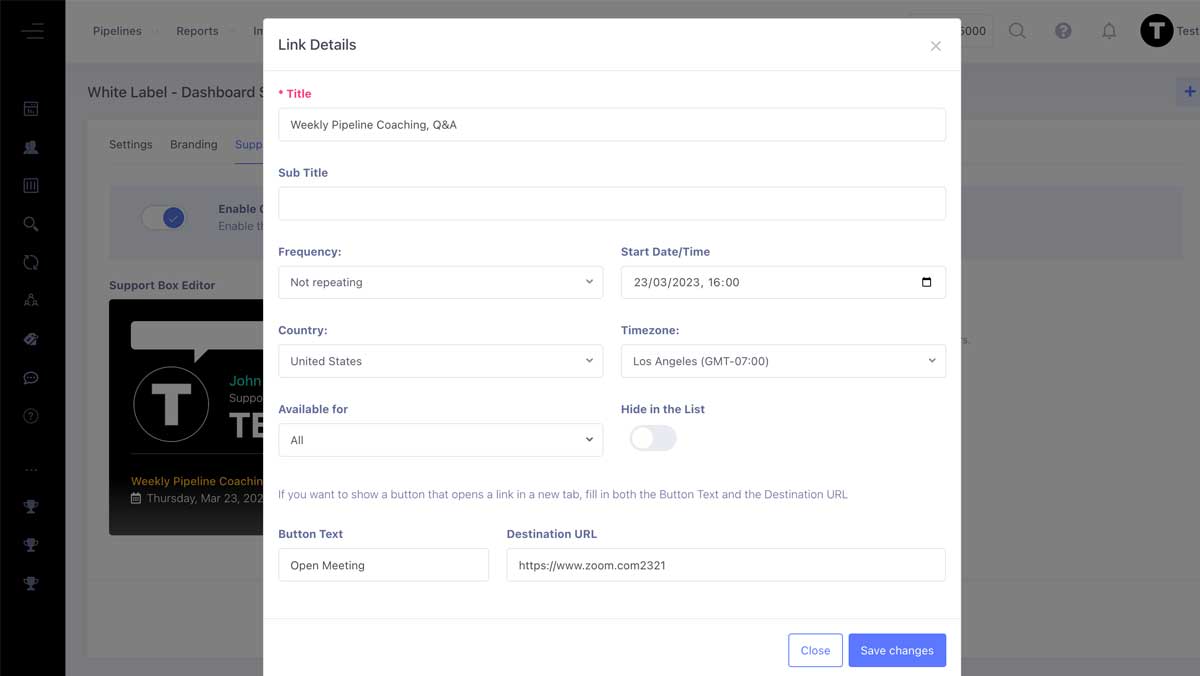 Pipelines
Reports
5000
Test
White Label - Dashboard
Settings
Branding
Enable
Enable
Support Box Editor
John
TE
Weekly Pipeline Coachin
Thursday, Mar 23, 202
Link Details
* Title
Weekly Pipeline Coaching, Q&A
Sub Title
Frequency:
Start Date/Time
Not repeating
23/03/2023, 16:00
Country:
Timezone:
United States
Los Angeles (GMT-07:00)
Available for
Hide in the List
All
If you want to show a button that opens a link in a new tab, fill in both the Button Text and the Destination URL
Button Text
Destination URL
Open Meeting
https://www.zoom.com2321
Close
Save changes